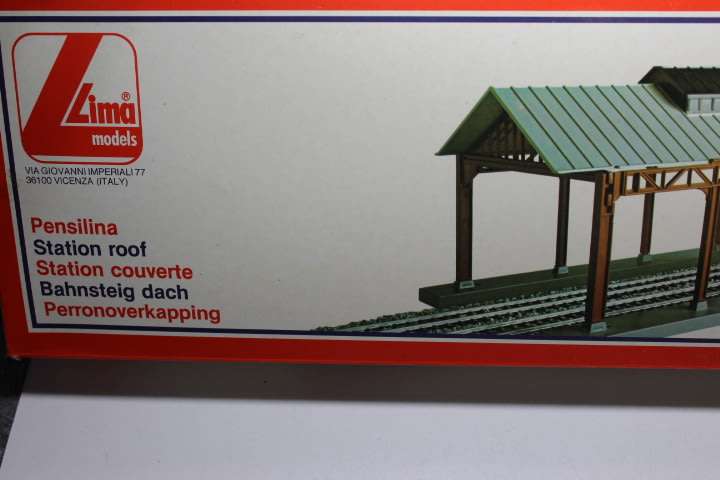 Lima®
models
VIA GIOVANNI IMPERIALI 77
36100 VICENZA (ITALY)
Pensilina
Station roof
Station couverte
Bahnsteig dach
Perronoverkapping